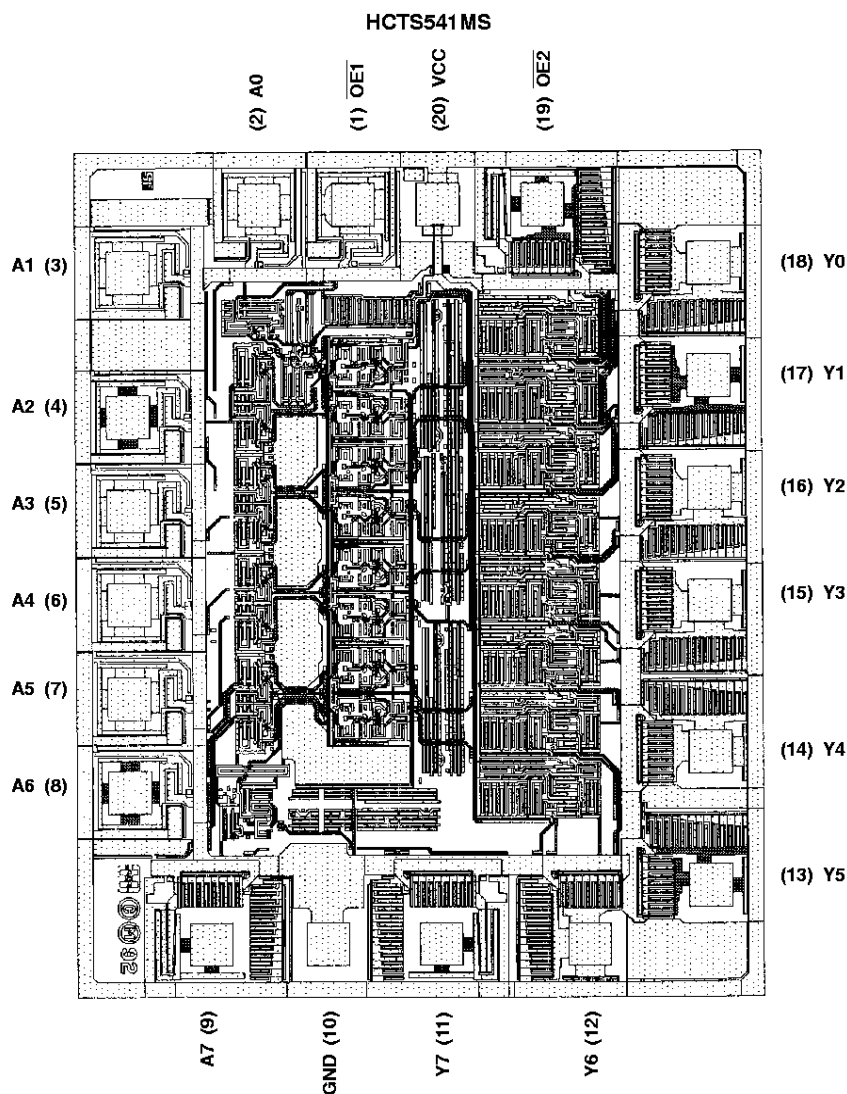 HCTS541MS
(2) A0
(1) OE1
(20) VCC
(19) OE2
A1 (3)
A2 (4)
A3 (5)
A4 (6)
A5 (7)
A6 (8)
(18) Y0
(17) Y1
(16) Y2
(15) Y3
(14) Y4
(13) Y5
A7 (9)
GND (10)
Y7 (11)
Y6 (12)